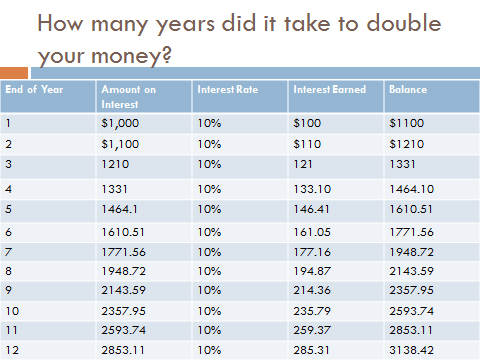 How many years did it take to double
your money?
End of Year Amount on Interest Interest Rate Interest Earned Balance
1 $1,000 10% $100 $1100
2 $1,100 10% $110 $1210
3 1210 10% 121 1331
4 1331 10% 133.10 1464.10
5 1464.1 10% 146.41 1610.51
6 1610.51 10% 161.05 1771.56
7 1771.56 10% 177.16 1948.72
8 1948.72 10% 194.87 2143.59
9 2143.59 10% 214.36 2357.95
10 2357.95 10% 235.79 2593.74
11 2593.74 10% 259.37 2853.11
12 2853.11 10% 285.31 3138.42